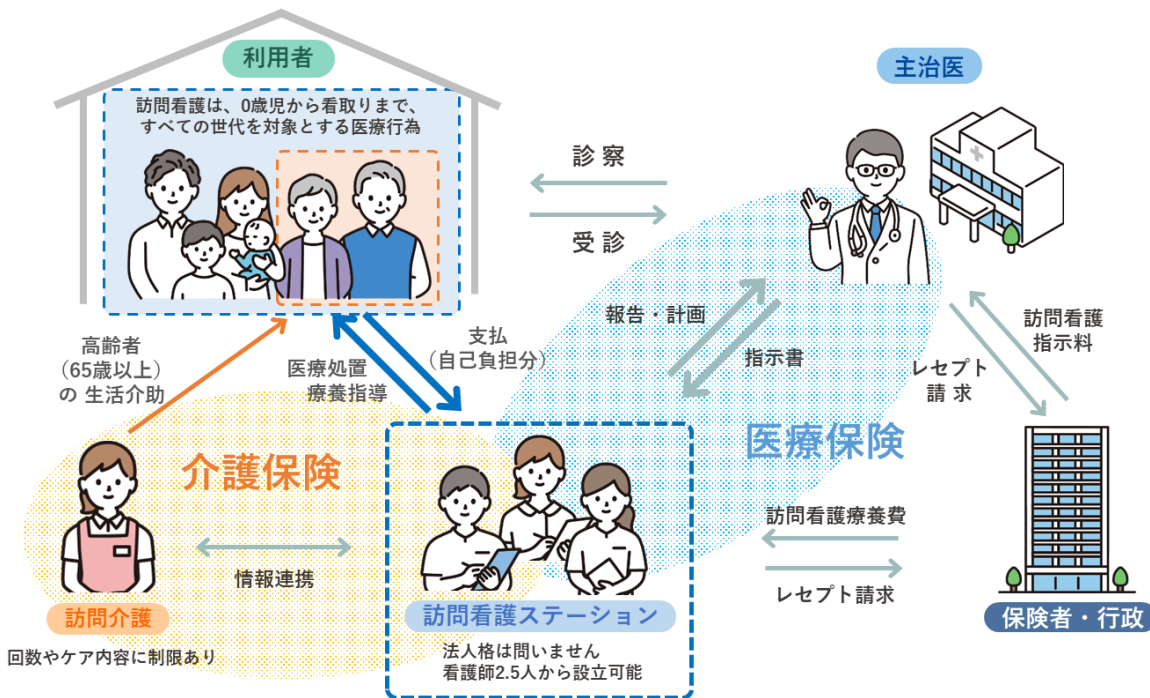 利用者
訪問看護は、0歳児から看取りまで、
すべての世代を対象とする医療行為
主治医
診 察
受 診
高齢者
（65歳以上）
の 生活介助
医療処置
療養指導
支払
（自己負担分）
報告・計画
指示書
訪問看護
指示料
レセプト
請 求
介護保険
医療保険
情報連携
訪問看護療養費
レセプト請求
訪問介護
回数やケア内容に制限あり
訪問看護ステーション
法人格は問いません
看護師2.5人から設立可能
保険者・行政